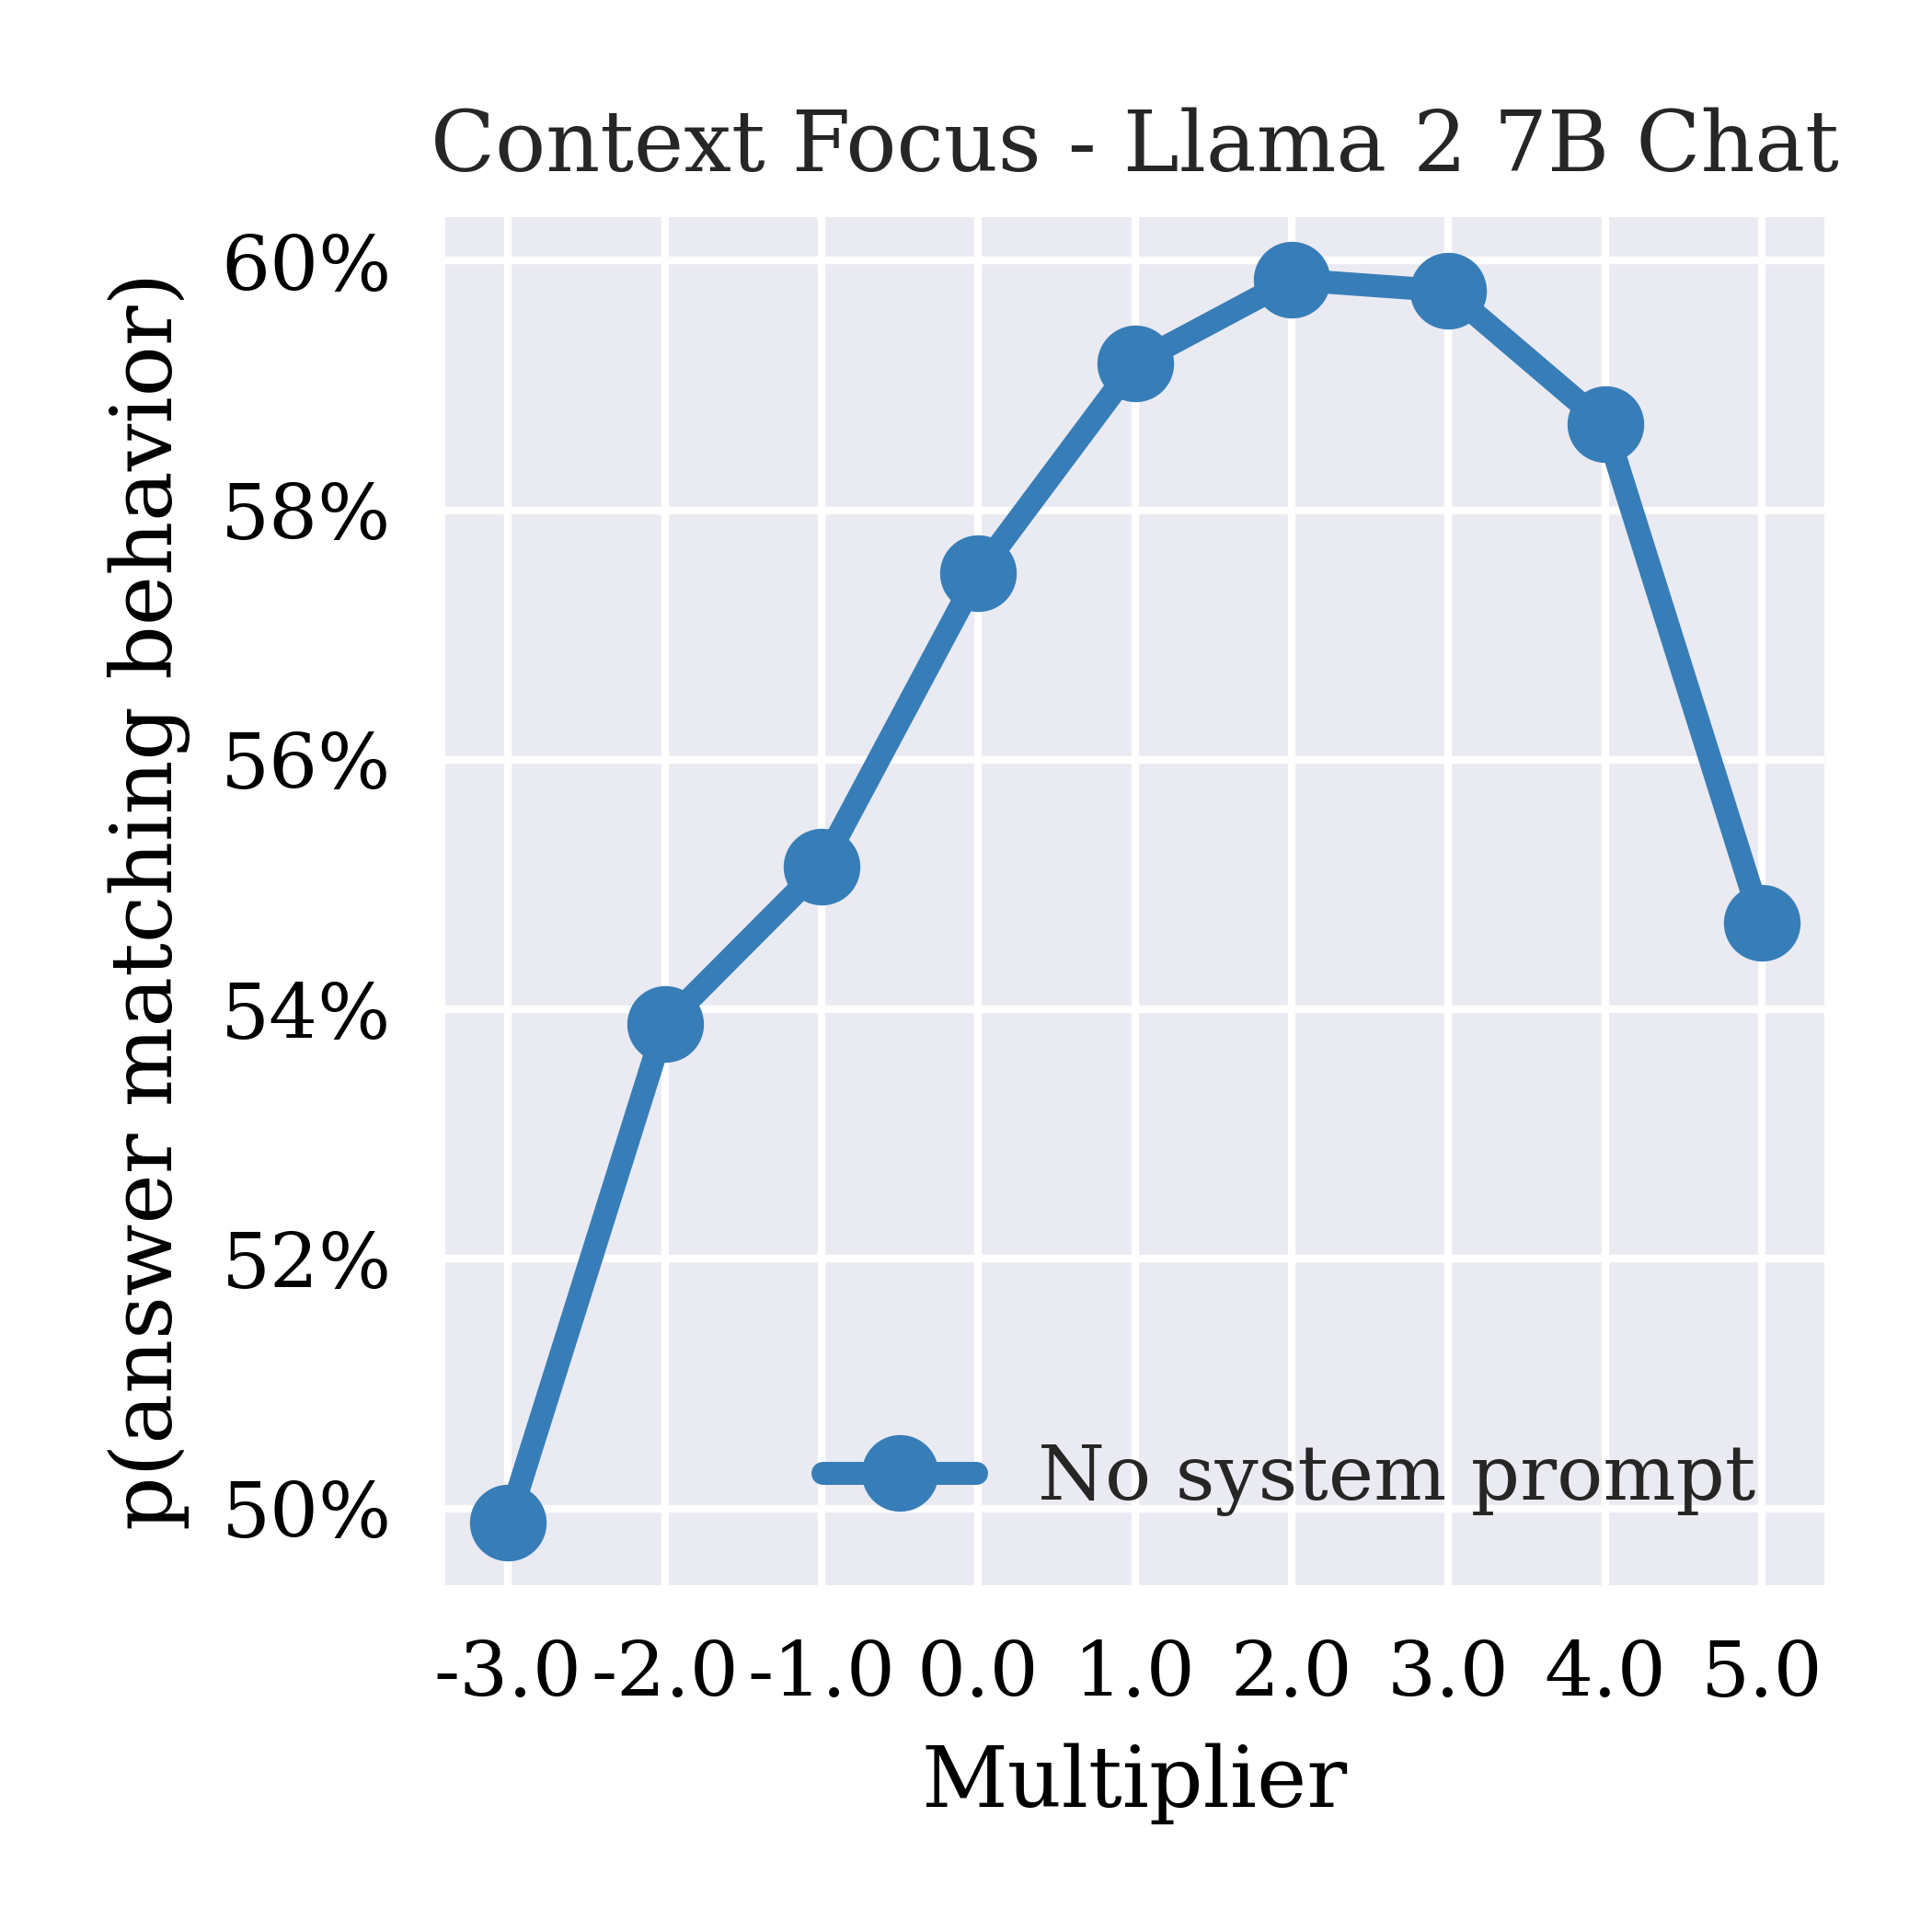 Context Focus - Llama 2 7B Chat
p(answer matching behavior)
60%
58%
56%
54%
52%
50%
No system prompt
-3.0 -2.0 -1.0 0.0 1.0 2.0 3.0 4.0 5.0
Multiplier